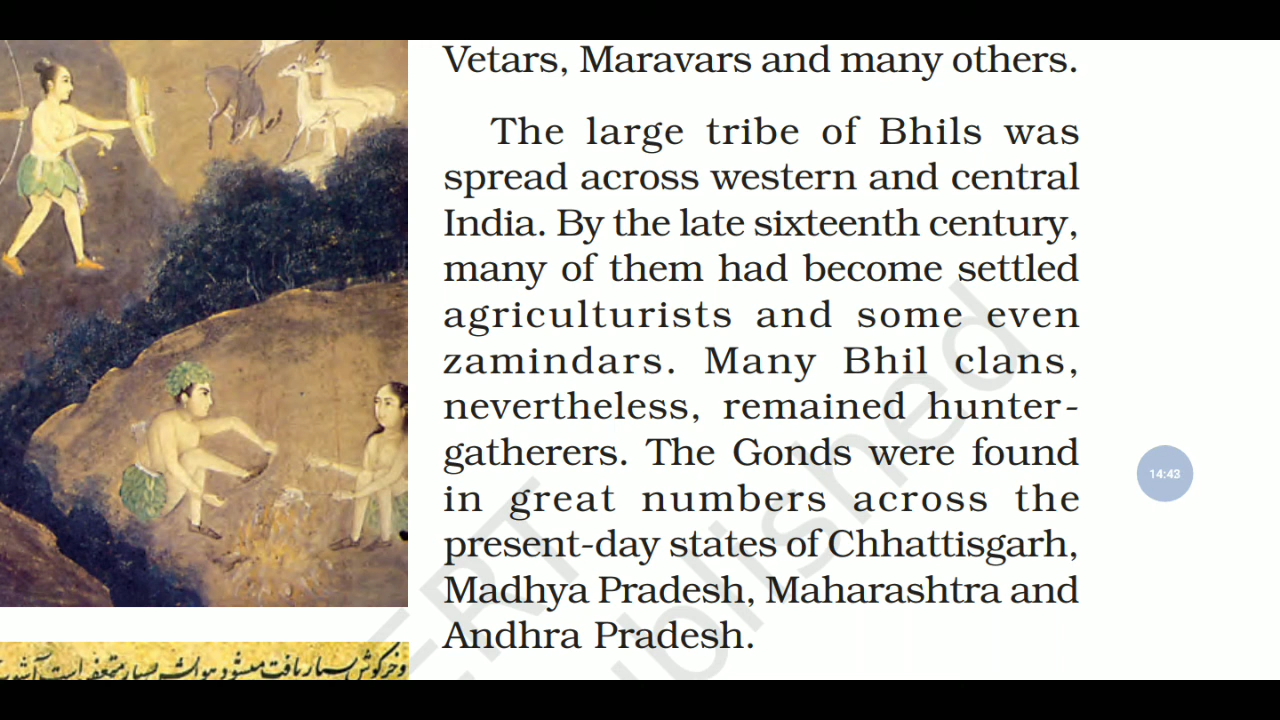 Vetars, Maravars and many others.
The large tribe of Bhils was
spread across western and central
India. By the late sixteenth century,
many of them had become settled
agriculturists and some even
zamindars. Many Bhil clans,
nevertheless, remained hunter-
gatherers. The Gonds were found
in great numbers across the
present-day states of Chhattisgarh,
Madhya Pradesh, Maharashtra and
Andhra Pradesh.
14:43